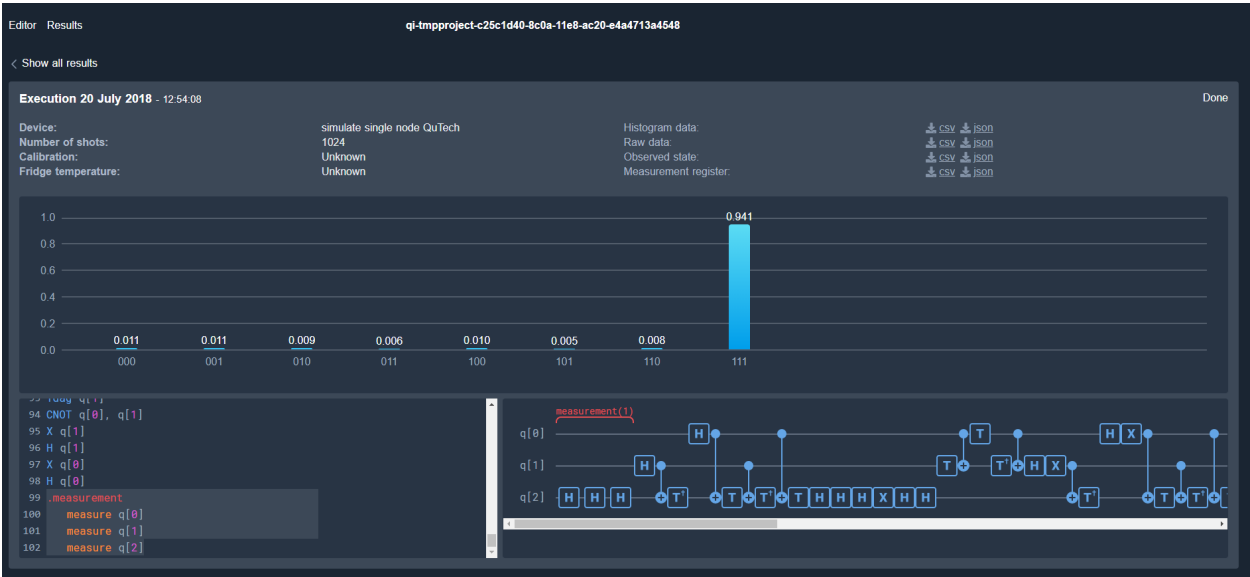 Editor Results qi-tmpproject-c25c1d40-8c0a-11e8-ac20-e4a4713a4548
Show all results
Execution 20 July 2018 - 12:54:08 Done
Device: simulate single node QuTech Histogram data: csv json
Number of shots: 1024 Raw data: csv json
Calibration: Unknown Observed state: csv json
Fridge temperature: Unknown Measurement register: csv json
1.0 0.941
0.8
0.6
0.4
0.2
0.011 0.011 0.009 0.006 0.010 0.005 0.008
0.0
000 001 010 011 100 101 110 111
94 CNOT q[0], q[1]
95 X q[1]
96 H q[1]
97 X q[0]
98 H q[0]
99 .measurement
100 measure q[0]
101 measure q[1]
102 measure q[2]
measurement(1)
q[0] H T H X
q[1] H T T† H X
q[2] H H H T† T T† T H H H X H H T† T T†